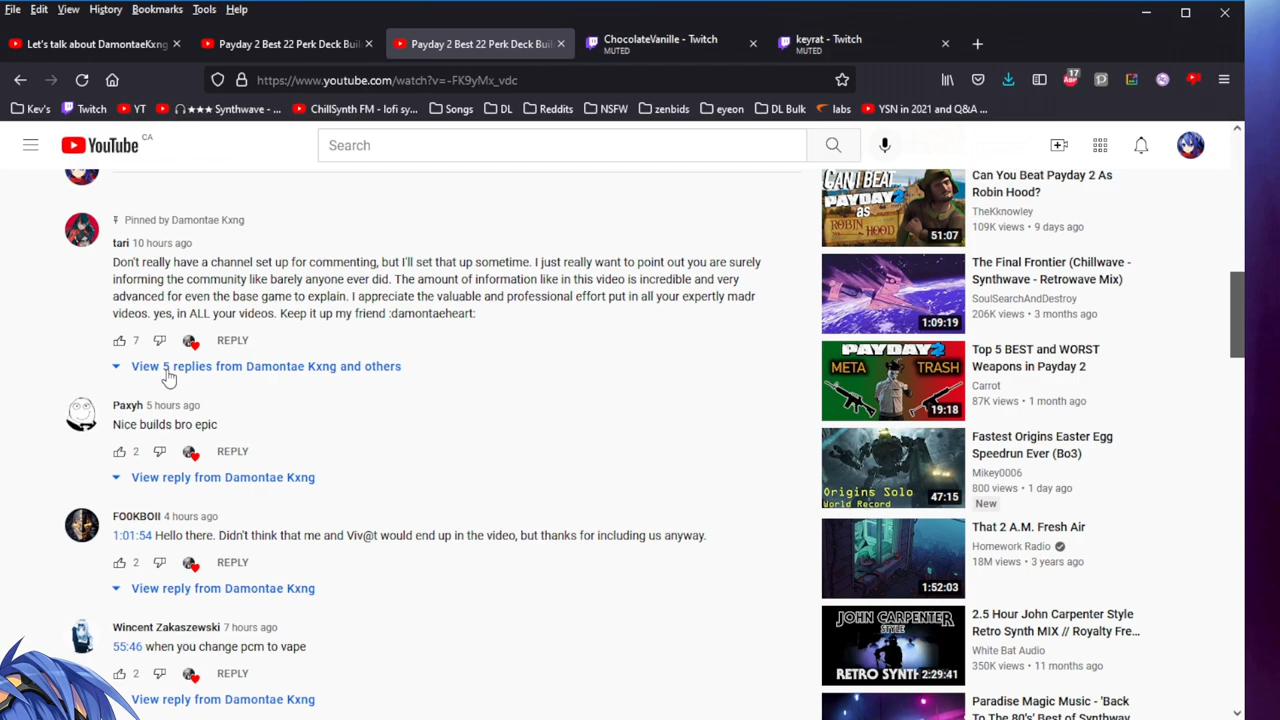 File Edit View History Bookmarks Tools Help
Let's talk about DamontaeKxng
Payday 2 Best 22 Perk Deck Buil
Payday 2 Best 22 Perk Deck Buil
ChocolateVanille - Twitch
MUTED
keyrat - Twitch
MUTED
https://www.youtube.com/watch?v=-FK9yMx_vdc
17
Kev's Twitch YT ★★★ Synthwave - ... ChillSynth FM - lofi sy... Songs DL Reddits NSFW zenbids eyeon DL Bulk labs YSN in 2021 and Q&A ...
YouTube CA
Search
Pinned by Damontae Kxng
tari 10 hours ago
Don't really have a channel set up for commenting, but I'll set that up sometime. I just really want to point out you are surely
informing the community like barely anyone ever did. The amount of information like in this video is incredible and very
advanced for even the base game to explain. I appreciate the valuable and professional effort put in all your expertly madr
videos. yes, in ALL your videos. Keep it up my friend :damontaeheart:
7 REPLY
View 5 replies from Damontae Kxng and others
Paxyh 5 hours ago
Nice builds bro epic
2 REPLY
View reply from Damontae Kxng
F00KBOII 4 hours ago
1:01:54 Hello there. Didn't think that me and Viv@t would end up in the video, but thanks for including us anyway.
2 REPLY
View reply from Damontae Kxng
Wincent Zakaszewski 7 hours ago
55:46 when you change pcm to vape
2 REPLY
View reply from Damontae Kxng
CAN I BEAT
PAYDAY 2
as
ROBIN HOOD
51:07
Can You Beat Payday 2 As
Robin Hood?
TheKknowley
109K views • 9 days ago
1:09:19
The Final Frontier (Chillwave -
Synthwave - Retrowave Mix)
SoulSearchAndDestroy
206K views • 3 months ago
PAYDAY 2
META TRASH
19:18
Top 5 BEST and WORST
Weapons in Payday 2
Carrot
87K views • 1 month ago
Origins Solo
World Record
47:15
Fastest Origins Easter Egg
Speedrun Ever (Bo3)
Mikey0006
800 views • 1 day ago
New
1:52:03
That 2 A.M. Fresh Air
Homework Radio
18M views • 3 years ago
JOHN CARPENTER
STYLE
RETRO SYNTH
2:29:41
2.5 Hour John Carpenter Style
Retro Synth MIX // Royalty Fre...
White Bat Audio
350K views • 11 months ago
Paradise Magic Music - 'Back
To The 80's' Best of Synthwave